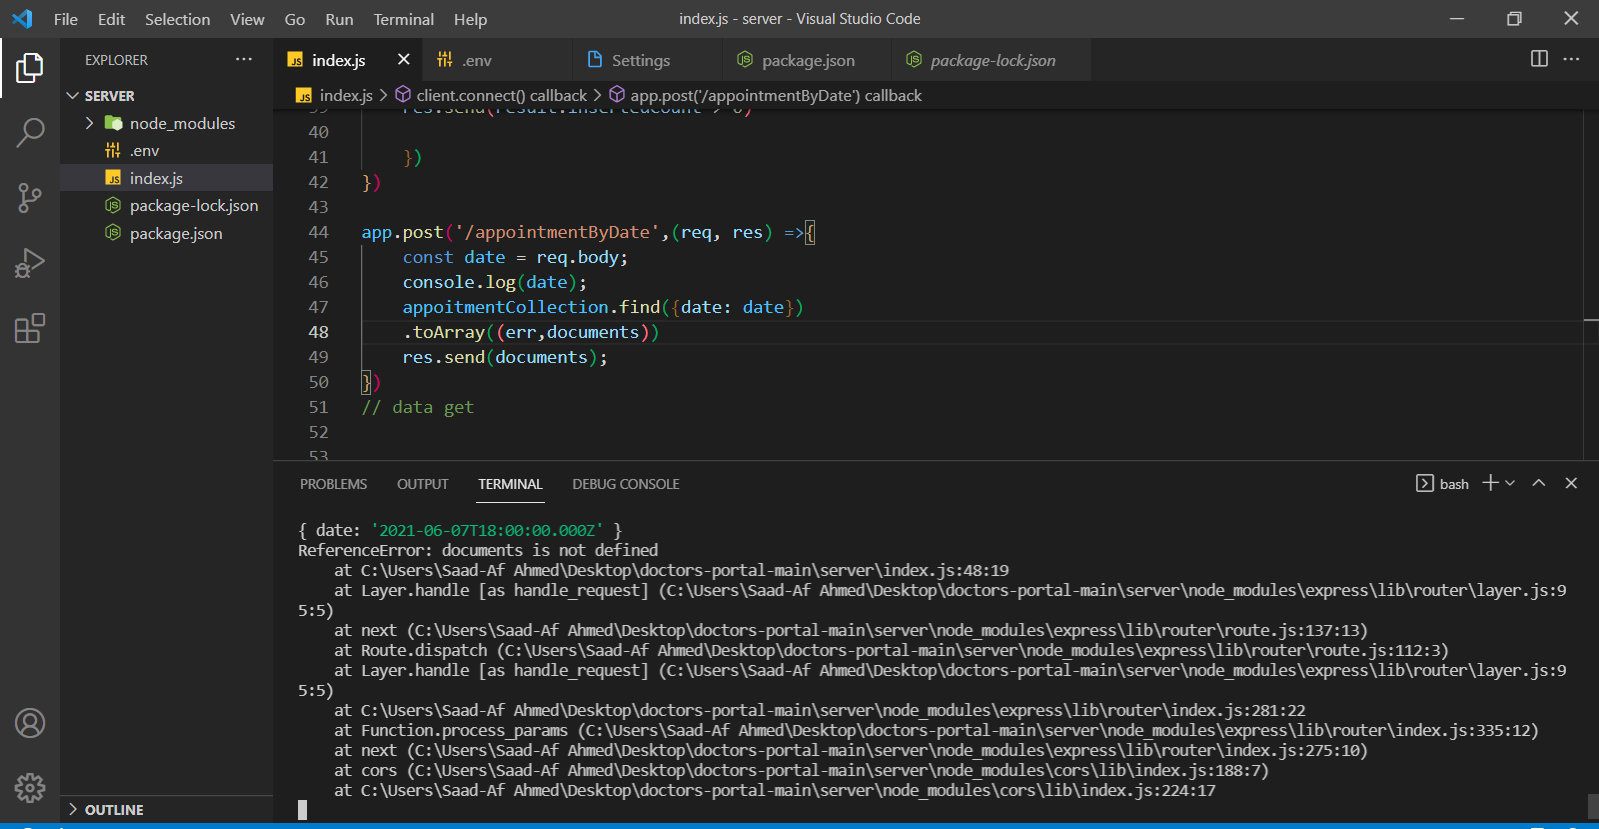 File Edit Selection View Go Run Terminal Help
index.js - server - Visual Studio Code
EXPLORER ···
index.js
.env
Settings
package.json
package-lock.json
index.js > client.connect() callback > app.post('/appointmentByDate') callback
SERVER
node_modules
.env
index.js
package-lock.json
package.json
OUTLINE
39 res.send(result.insertedCount > 0)
40
41 })
42 })
43
44 app.post('/appointmentByDate',(req, res) =>{
45 const date = req.body;
46 console.log(date);
47 appoitmentCollection.find({date: date})
48 .toArray((err,documents))
49 res.send(documents);
50 })
51 // data get
52
53
PROBLEMS OUTPUT TERMINAL DEBUG CONSOLE
bash
{ date: '2021-06-07T18:00:00.000Z' }
ReferenceError: documents is not defined
at C:\Users\Saad-Af Ahmed\Desktop\doctors-portal-main\server\index.js:48:19
at Layer.handle [as handle_request] (C:\Users\Saad-Af Ahmed\Desktop\doctors-portal-main\server\node_modules\express\lib\router\layer.js:9
5:5)
at next (C:\Users\Saad-Af Ahmed\Desktop\doctors-portal-main\server\node_modules\express\lib\router\route.js:137:13)
at Route.dispatch (C:\Users\Saad-Af Ahmed\Desktop\doctors-portal-main\server\node_modules\express\lib\router\route.js:112:3)
at Layer.handle [as handle_request] (C:\Users\Saad-Af Ahmed\Desktop\doctors-portal-main\server\node_modules\express\lib\router\layer.js:9
5:5)
at C:\Users\Saad-Af Ahmed\Desktop\doctors-portal-main\server\node_modules\express\lib\router\index.js:281:22
at Function.process_params (C:\Users\Saad-Af Ahmed\Desktop\doctors-portal-main\server\node_modules\express\lib\router\index.js:335:12)
at next (C:\Users\Saad-Af Ahmed\Desktop\doctors-portal-main\server\node_modules\express\lib\router\index.js:275:10)
at cors (C:\Users\Saad-Af Ahmed\Desktop\doctors-portal-main\server\node_modules\cors\lib\index.js:188:7)
at C:\Users\Saad-Af Ahmed\Desktop\doctors-portal-main\server\node_modules\cors\lib\index.js:224:17